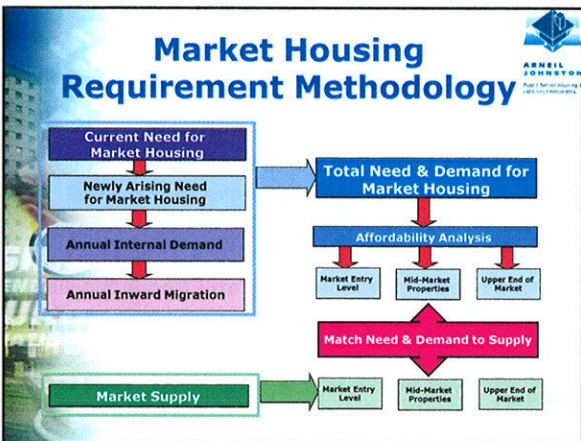 Market Housing
Requirement Methodology
ARNEIL
JOHNSTON
Current Need for
Market Housing
Newly Arising Need
for Market Housing
Annual Internal Demand
Annual Inward Migration
Total Need & Demand for
Market Housing
Affordability Analysis
Market Entry
Level
Mid-Market
Properties
Upper End of
Market
Match Need & Demand to Supply
Market Supply
Market Entry
Level
Mid-Market
Properties
Upper End of
Market